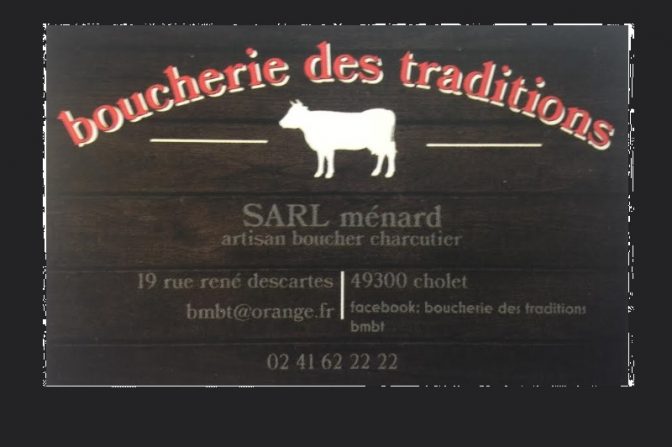 boucherie des traditions
SARL ménard
artisan boucher charcutier
19 rue rené descartes
bmbt@orange.fr
49300 cholet
facebook: boucherie des traditions
bmbt
02 41 62 22 22